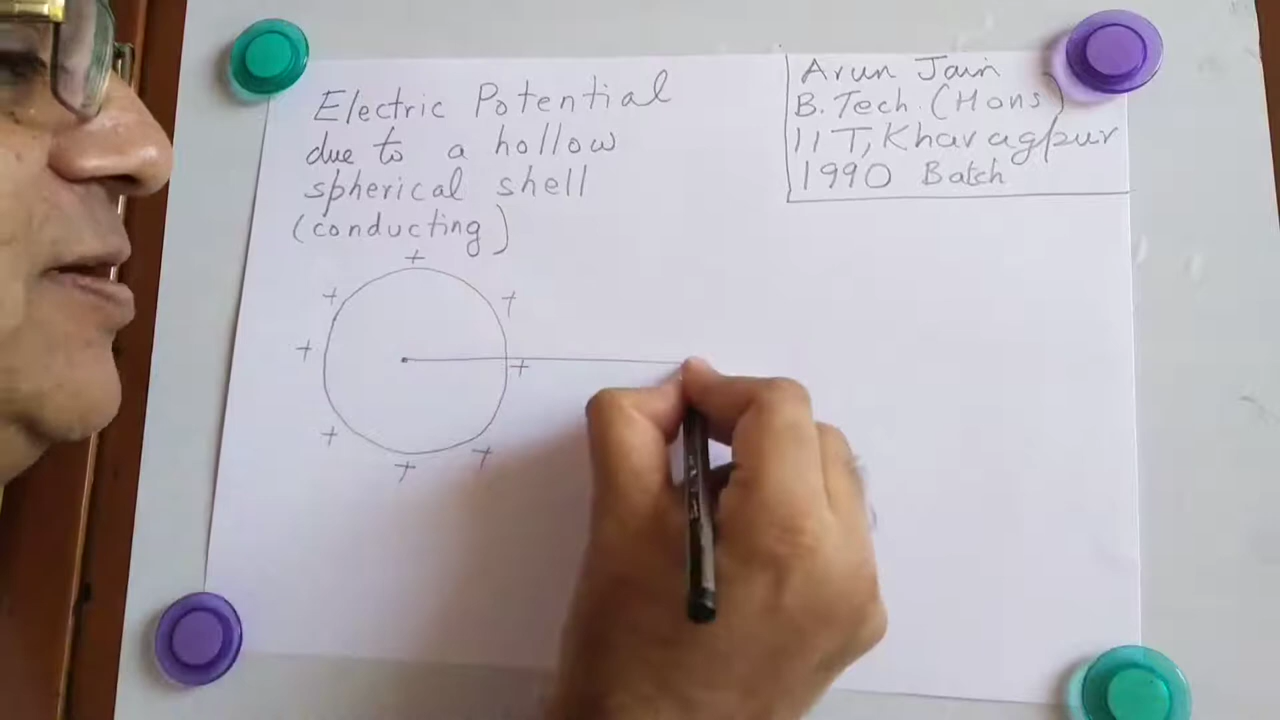 Electric Potential
due to a hollow
spherical shell
(conducting)
Arun Jain
B.Tech.(Hons)
IIT, Kharagpur
1990 Batch
+
+ +
+ +
+ +
+